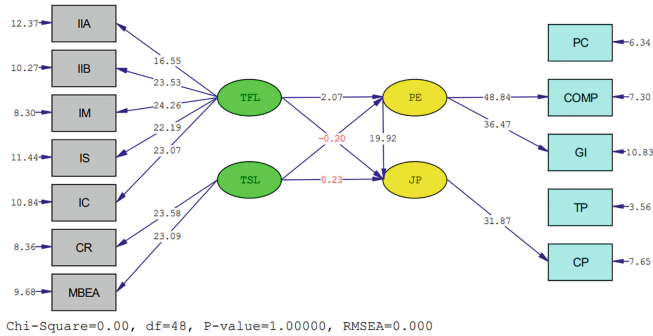 12.37 IIA
10.27 IIB
8.30 IM
11.44 IS
10.84 IC
8.36 CR
9.68 MBEA
16.55
23.53
24.26
22.19
23.07
23.58
23.09
TFL
TSL
2.07
-0.20
0.23
19.92
PE
JP
48.84
36.47
31.87
PC 6.34
COMP 7.30
GI 10.83
TP 3.56
CP 7.65
Chi-Square=0.00, df=48, P-value=1.00000, RMSEA=0.000